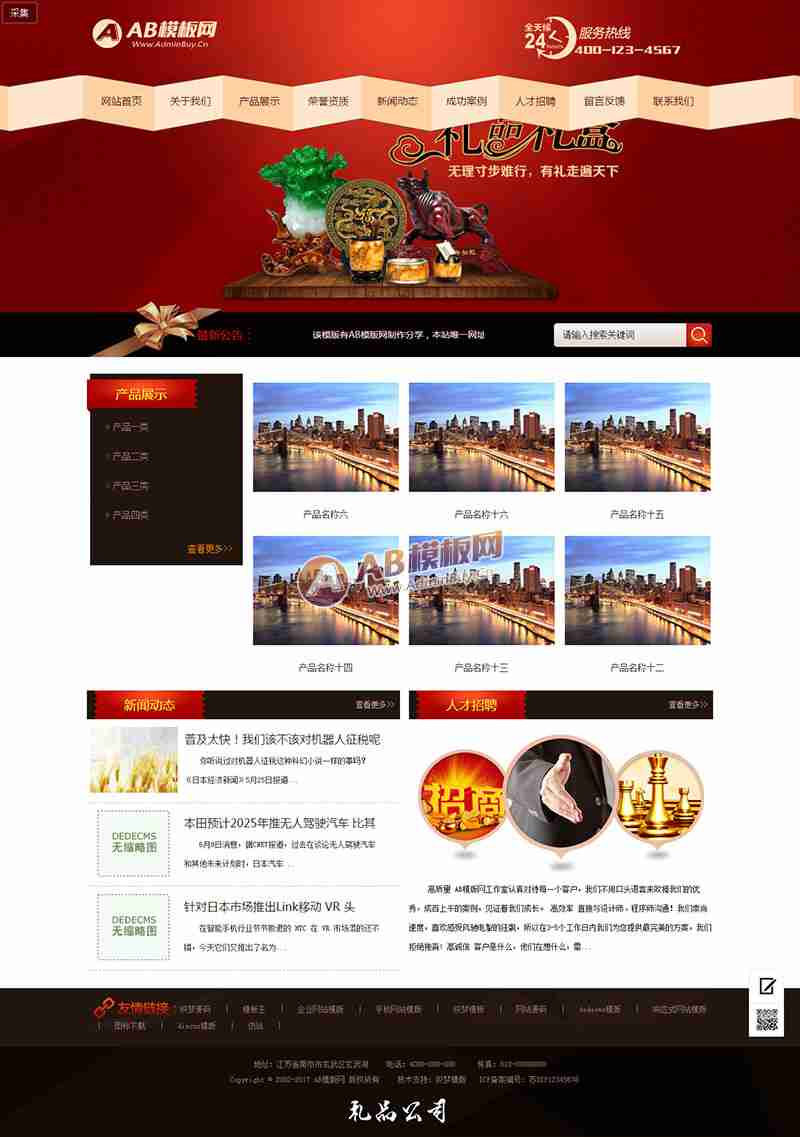 采集
AB模板网
Www.AdminBuy.Cn
全天候
24
服务热线
400-123-4567
网站首页 关于我们 产品展示 荣誉资质 新闻动态 成功案例 人才招聘 留言反馈 联系我们
礼品礼盒
无理寸步难行，有礼走遍天下
最新公告：
该模版有AB模版网制作分享，本站唯一网址
请输入搜索关键词
产品展示
产品一类
产品二类
产品三类
产品四类
查看更多>>
产品名称六 产品名称十六 产品名称十五
AB模板网
Www.AdminBuy.Cn
产品名称十四 产品名称十三 产品名称十二
新闻动态 查看更多>>
普及太快！我们该不该对机器人征税呢
你听说过对机器人征税这种科幻小说一样的事吗？
《日本经济新闻》5月25日报道...
DEDECMS
无缩略图
本田预计2025年推无人驾驶汽车 比其
6月9日消息，据CNET报道，过去在谈论无人驾驶汽车
和其他未来计划时，日本汽车...
DEDECMS
无缩略图
针对日本市场推出Link移动 VR 头
在智能手机行业节节败退的 HTC 在 VR 市场混的还不
错，今天它们又推出了名为...
人才招聘 查看更多>>
招商
高质量 AB模版网工作室认真对待每一个客户，我们不用口头语言来吹嘘我们的优
秀，成百上千的案例，见证着我们成长。 高效率 直接与设计师、程序师沟通！我们崇尚
速度，喜欢感受风驰电掣的狂飙，所以在3-5个工作日内我们为您提供最完美的方案，我们
拒绝拖沓！ 高诚信 客户是什么，他们在想什么，需...
友情链接： 织梦源码 | 模板王 | 企业网站模板 | 手机网站模板 | 织梦模板 | 网站源码 | dedecms模版 | 响应式网站模板
| 图标下载 | diecms模版 | 仿站 |
地址：江苏省南京市玄武区玄武湖 电话：4000-000-000 传真：010-00000000
Copyright © 2002-2017 AB模板网 版权所有 技术支持：织梦模版 ICP备案编号：苏ICP12345678
礼品公司